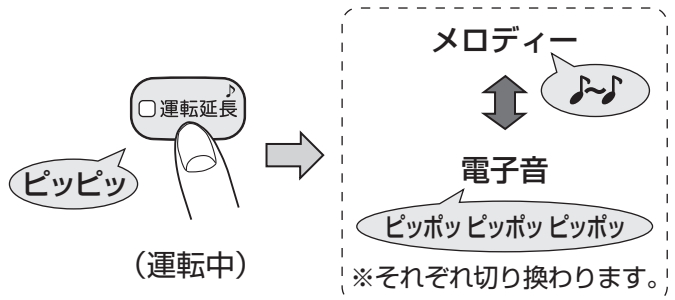 ♪
運転延長
ピッピッ
(運転中)
メロディー
♪~♪
電子音
ピッポッ ピッポッ ピッポッ
※それぞれ切り換わります。